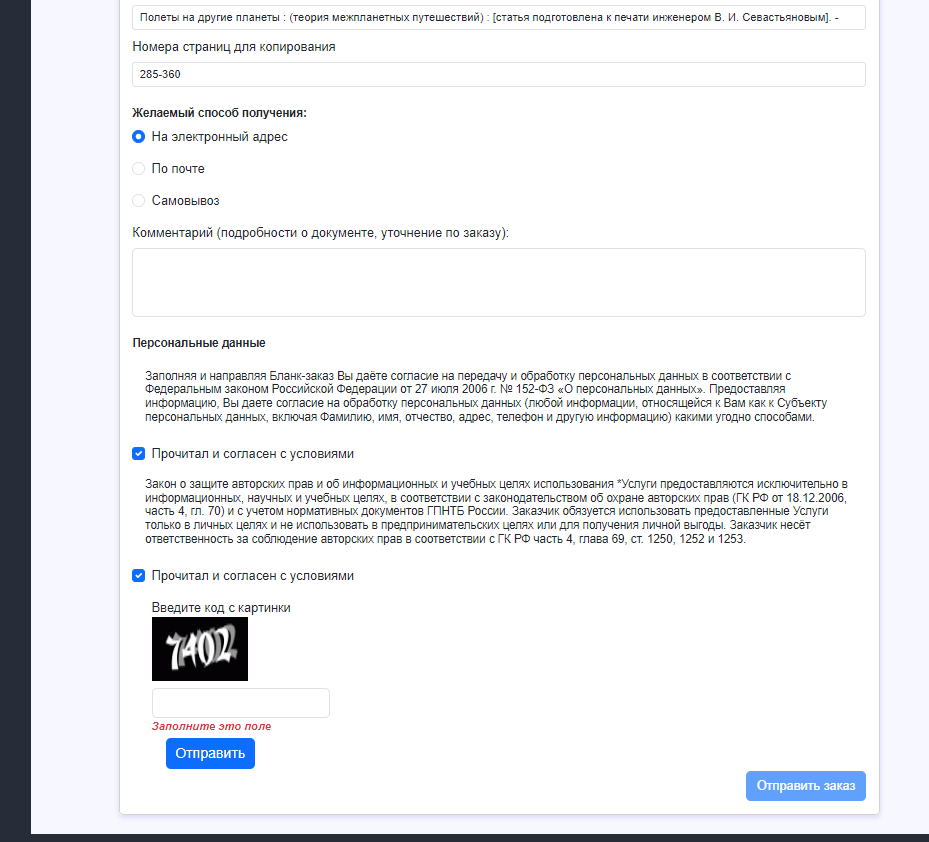 Полеты на другие планеты : (теория межпланетных путешествий) : [статья подготовлена к печати инженером В. И. Севастьяновым]. -
Номера страниц для копирования
285-360
Желаемый способ получения:
На электронный адрес
По почте
Самовывоз
Комментарий (подробности о документе, уточнение по заказу):
Персональные данные
Заполняя и направляя Бланк-заказ Вы даёте согласие на передачу и обработку персональных данных в соответствии с
Федеральным законом Российской Федерации от 27 июля 2006 г. № 152-ФЗ «О персональных данных». Предоставляя
информацию, Вы даете согласие на обработку персональных данных (любой информации, относящейся к Вам как к Субъекту
персональных данных, включая Фамилию, имя, отчество, адрес, телефон и другую информацию) какими угодно способами.
Прочитал и согласен с условиями
Закон о защите авторских прав и об информационных и учебных целях использования *Услуги предоставляются исключительно в
информационных, научных и учебных целях, в соответствии с законодательством об охране авторских прав (ГК РФ от 18.12.2006,
часть 4, гл. 70) и с учетом нормативных документов ГПНТБ России. Заказчик обязуется использовать предоставленные Услуги
только в личных целях и не использовать в предпринимательских целях или для получения личной выгоды. Заказчик несёт
ответственность за соблюдение авторских прав в соответствии с ГК РФ часть 4, глава 69, ст. 1250, 1252 и 1253.
Прочитал и согласен с условиями
Введите код с картинки
7402
Заполните это поле
Отправить
Отправить заказ